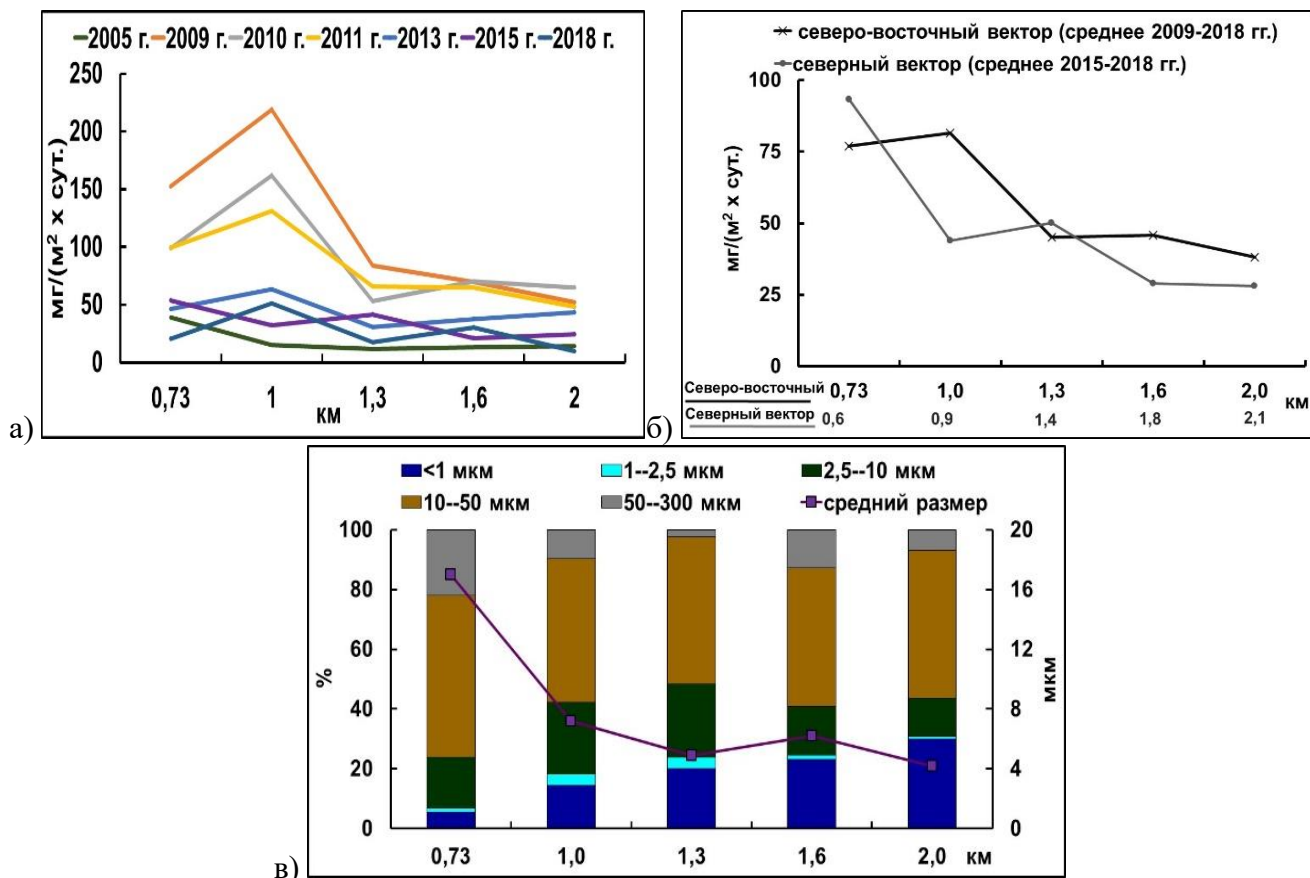 2005 г. 2009 г. 2010 г. 2011 г. 2013 г. 2015 г. 2018 г.
250
200
150
100
50
0
мг/(м² х сут.)
0,73 1 1,3 1,6 2
км
а)
северо-восточный вектор (среднее 2009-2018 гг.)
северный вектор (среднее 2015-2018 гг.)
100
75
50
25
0
мг/(м² х сут.)
Северо-восточный 0,73 1,0 1,3 1,6 2,0 км
Северный вектор 0,6 0,9 1,4 1,8 2,1
б)
<1 мкм 1--2,5 мкм 2,5--10 мкм
10--50 мкм 50--300 мкм средний размер
100 20
80 16
60 12
40 8
20 4
0 0
%
мкм
0,73 1,0 1,3 1,6 2,0 км
в)